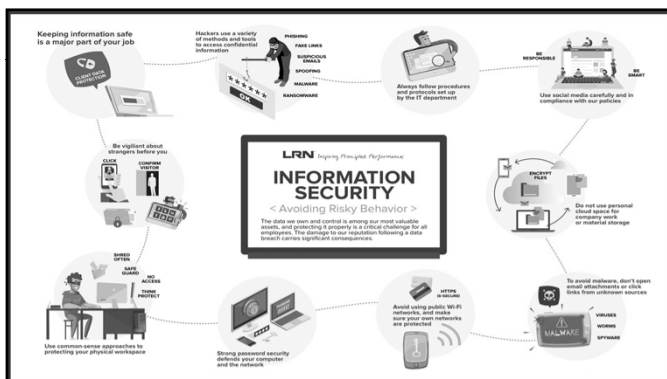 Keeping information safe
is a major part of your job
CLIENT DATA
PROTECTION
Hackers use a variety
of methods and tools
to access confidential
information
PHISHING
FAKE LINKS
SUSPICIOUS
EMAILS
SPOOFING
MALWARE
RANSOMWARE
OK
Always follow procedures
and protocols set up
by the IT department
BE
RESPONSIBLE
BE
SMART
Use social media carefully and in
compliance with our policies
Be vigilant about
strangers before you
CLICK
CONFIRM
VISITOR
LRN Inspiring Principled Performance
INFORMATION
SECURITY
< Avoiding Risky Behavior >
The data we own and control is among our most valuable
assets, and protecting it properly is a critical challenge for all
employees. The damage to our reputation following a data
breach carries significant consequences.
ENCRYPT
FILES
Do not use personal
cloud space for
company work
or material storage
SHRED
OFTEN
SAFE
GUARD
NO
ACCESS
THINK
PROTECT
Use common-sense approaches to
protecting your physical workspace
Strong password security
defends your computer
and the network
HTTPS
(S=SECURE)
Avoid using public Wi-Fi
networks, and make
sure your own networks
are protected
To avoid malware, don't open
email attachments or click
links from unknown sources
MALWARE
VIRUSES
WORMS
SPYWARE